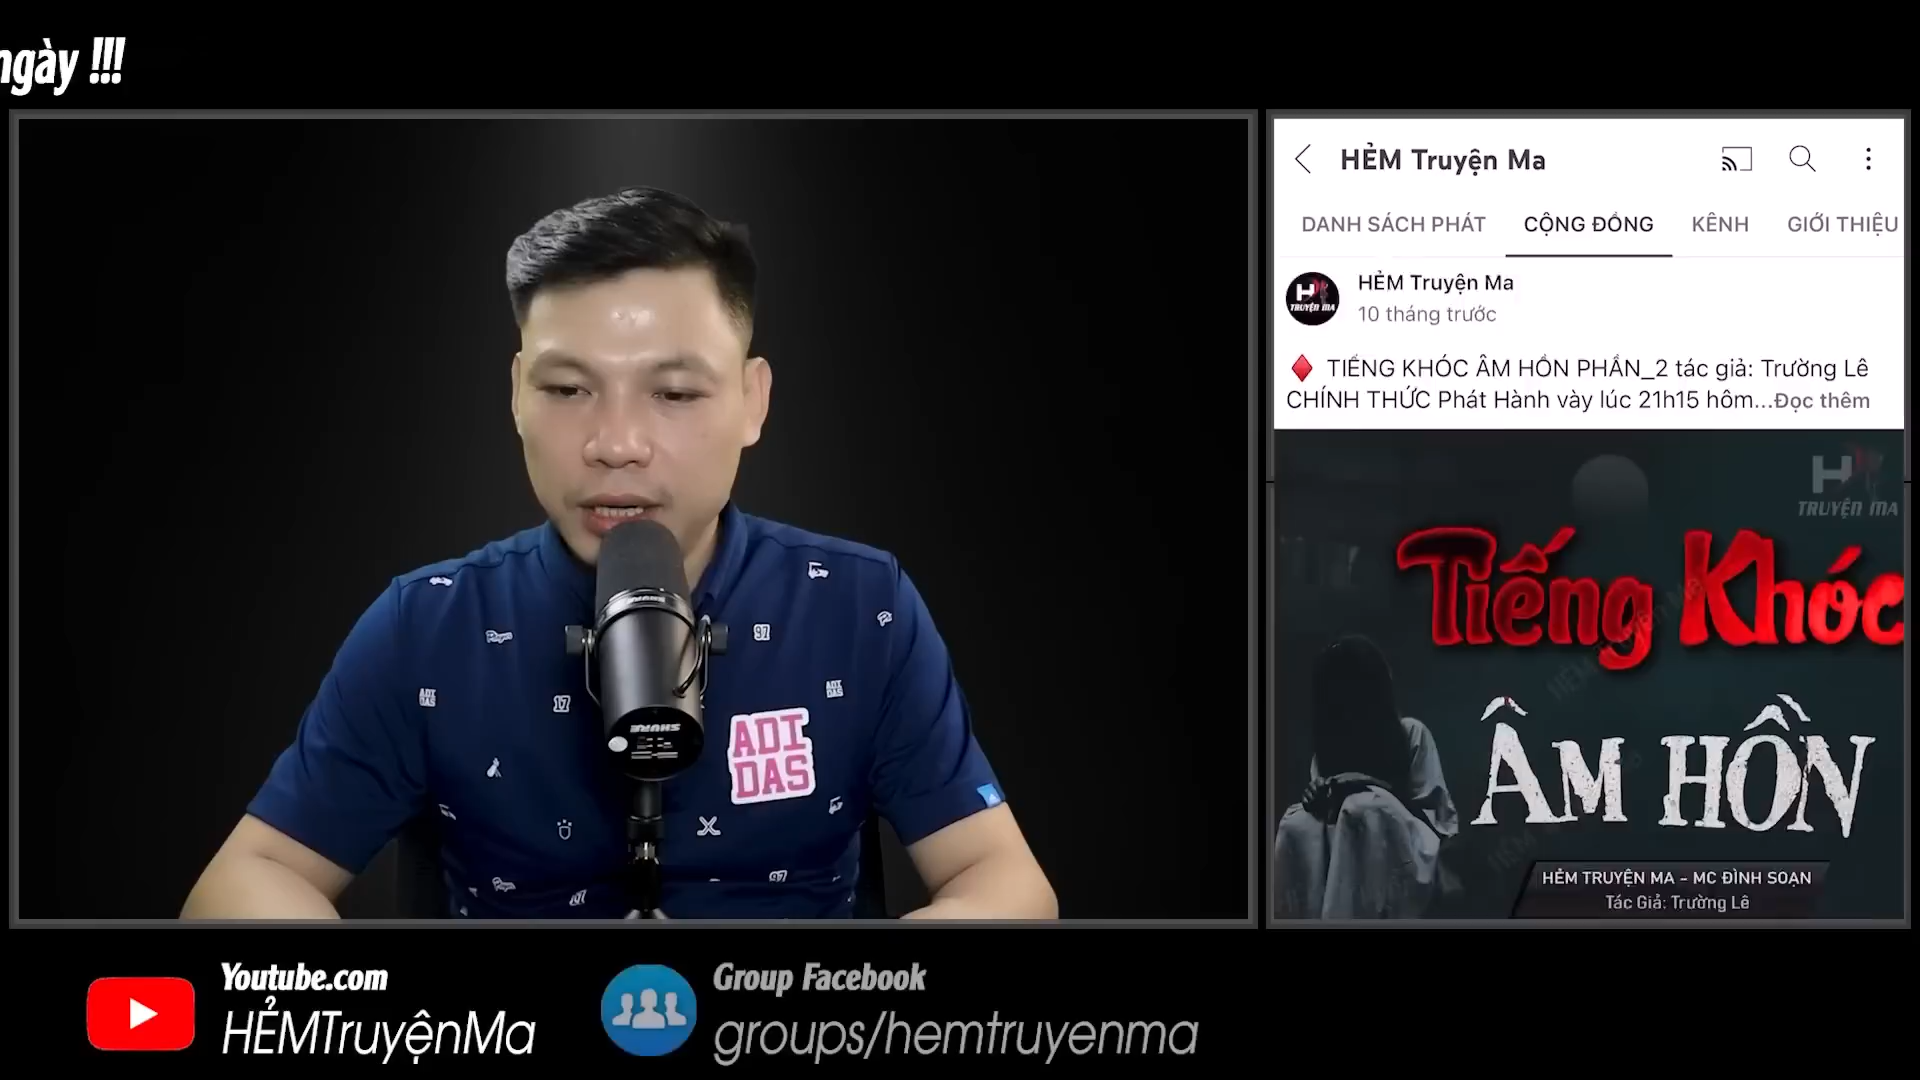 ngày !!!
HẺM Truyện Ma
DANH SÁCH PHÁT CỘNG ĐỒNG KÊNH GIỚI THIỆU
HẺM Truyện Ma
10 tháng trước
TIẾNG KHÓC ÂM HỒN PHẦN_2 tác giả: Trường Lê
CHÍNH THỨC Phát Hành vày lúc 21h15 hôm...Đọc thêm
H
TRUYỆN MA
Tiếng Khóc
ÂM HỒN
HẺM TRUYỆN MA - MC ĐÌNH SOẠN
Tác Giả: Trường Lê
ADI
DAS
SHURE
97
17
Youtube.com
HẺMTruyệnMa
Group Facebook
groups/hemtruyenma